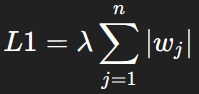 L1 = λ ∑_{j=1}^{n} |w_j|